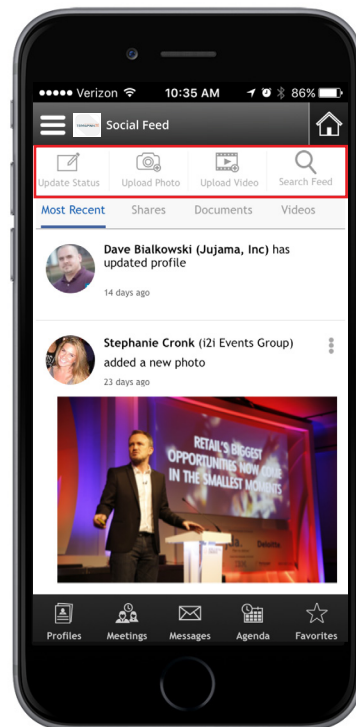 Verizon 10:35 AM 86%
Social Feed
Update Status Upload Photo Upload Video Search Feed
Most Recent Shares Documents Videos
Dave Bialkowski (Jujama, Inc) has
updated profile
14 days ago
Stephanie Cronk (i2i Events Group)
added a new photo
23 days ago
RETAIL'S BIGGEST
OPPORTUNITIES NOW COME
IN THE SMALLEST MOMENTS
Deloitte
Profiles Meetings Messages Agenda Favorites